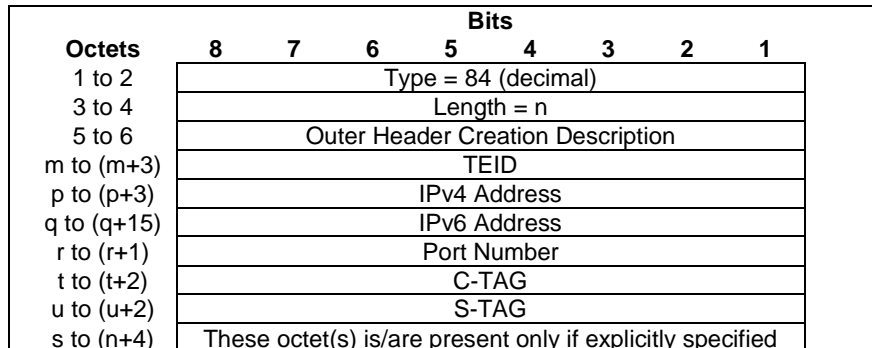 Bits
Octets 8 7 6 5 4 3 2 1
1 to 2 Type = 84 (decimal)
3 to 4 Length = n
5 to 6 Outer Header Creation Description
m to (m+3) TEID
p to (p+3) IPv4 Address
q to (q+15) IPv6 Address
r to (r+1) Port Number
t to (t+2) C-TAG
u to (u+2) S-TAG
s to (n+4) These octet(s) is/are present only if explicitly specified